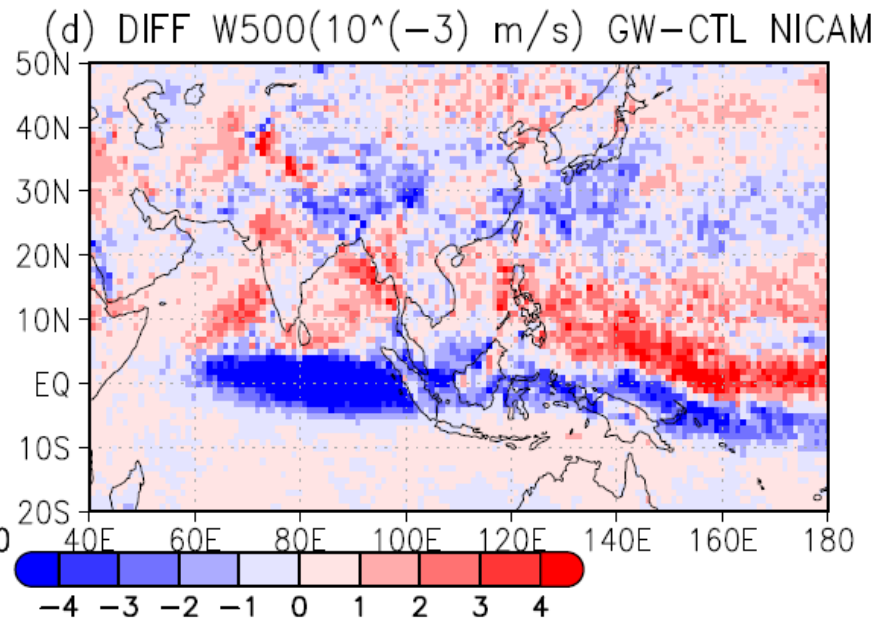 (d) DIFF W500(10^(−3) m/s) GW−CTL NICAM
50N
40N
30N
20N
10N
EQ
10S
20S
0 40E 60E 80E 100E 120E 140E 160E 180
−4 −3 −2 −1 0 1 2 3 4